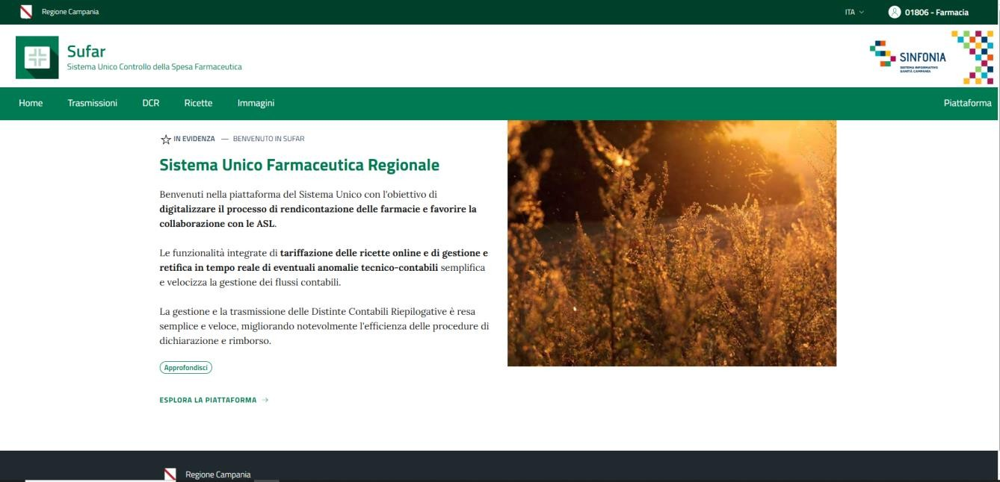 Regione Campania
ITA
01806 - Farmacia
Sufar
Sistema Unico Controllo della Spesa Farmaceutica
SINFONIA
SISTEMA INFORMATIVO
SANITÀ CAMPANIA
Home Trasmissioni DCR Ricette Immagini Piattaforma
IN EVIDENZA — BENVENUTO IN SUFAR
Sistema Unico Farmaceutica Regionale
Benvenuti nella piattaforma del Sistema Unico con l'obiettivo di
digitalizzare il processo di rendicontazione delle farmacie e favorire la
collaborazione con le ASL.
Le funzionalità integrate di tariffazione delle ricette online e di gestione e
retifica in tempo reale di eventuali anomalie tecnico-contabili semplifica
e velocizza la gestione dei flussi contabili.
La gestione e la trasmissione delle Distinte Contabili Riepilogative è resa
semplice e veloce, migliorando notevolmente l'efficienza delle procedure di
dichiarazione e rimborso.
Approfondisci
ESPLORA LA PIATTAFORMA →
Regione Campania